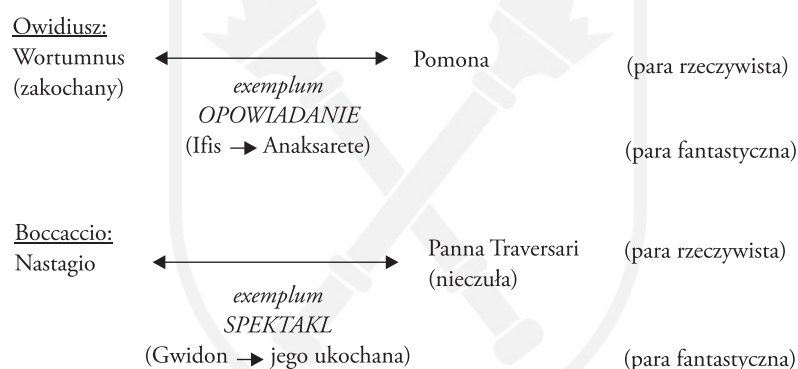 Owidiusz:
Wortumnus Pomona (para rzeczywista)
(zakochany)
exemplum
OPOWIADANIE
(Ifis Anaksarete) (para fantastyczna)
Boccaccio:
Nastagio Panna Traversari (para rzeczywista)
(nieczuła)
exemplum
SPEKTAKL
(Gwidon jego ukochana) (para fantastyczna)